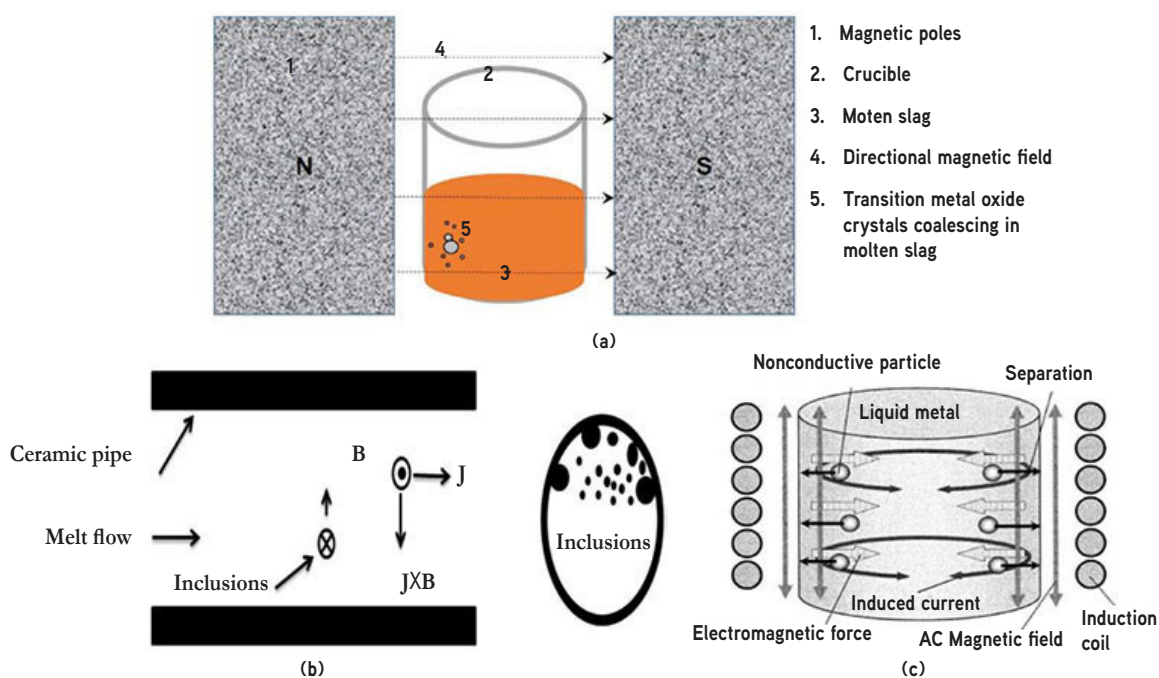 1
N
4
2
5
3
S
1. Magnetic poles
2. Crucible
3. Moten slag
4. Directional magnetic field
5. Transition metal oxide
crystals coalescing in
molten slag
(a)
Ceramic pipe
Melt flow
Inclusions
B
J
J×B
Inclusions
(b)
Nonconductive particle
Separation
Liquid metal
Induced current
Electromagnetic force
AC Magnetic field
Induction
coil
(c)